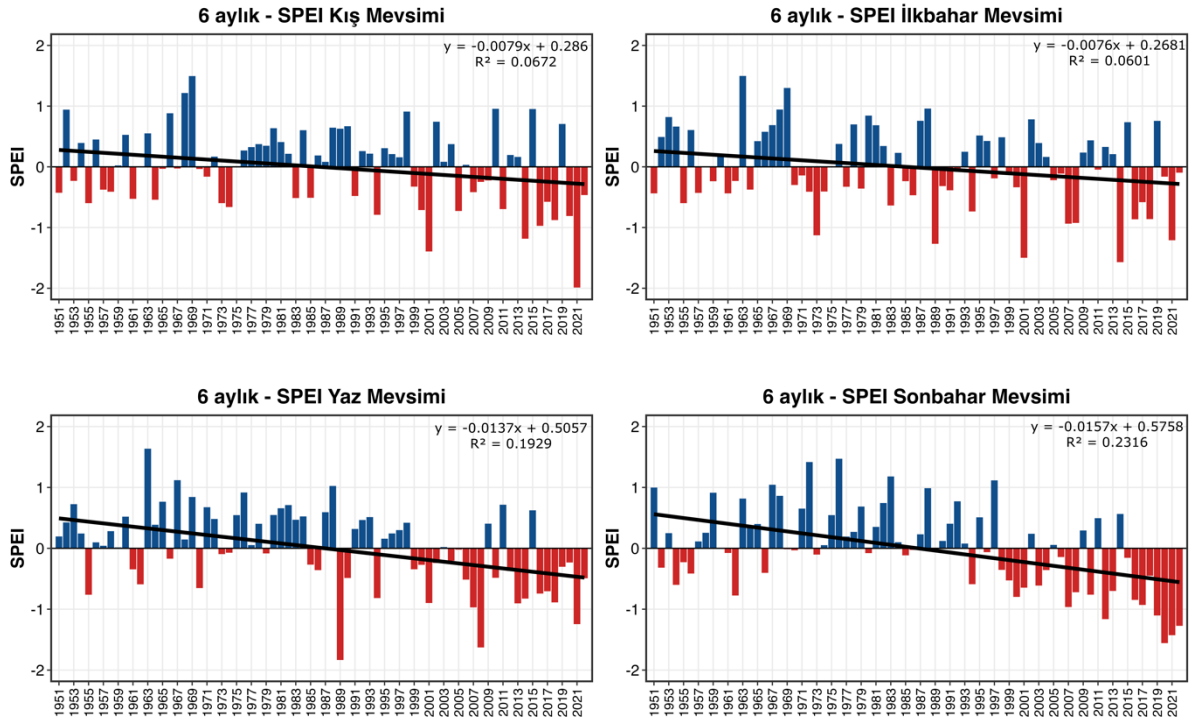 6 aylık - SPEI Kış Mevsimi
y = -0.0079x + 0.286
R² = 0.0672
SPEI
2
1
0
-1
-2
1951 1953 1955 1957 1959 1961 1963 1965 1967 1969 1971 1973 1975 1977 1979 1981 1983 1985 1987 1989 1991 1993 1995 1997 1999 2001 2003 2005 2007 2009 2011 2013 2015 2017 2019 2021
6 aylık - SPEI İlkbahar Mevsimi
y = -0.0076x + 0.2681
R² = 0.0601
SPEI
2
1
0
-1
-2
1951 1953 1955 1957 1959 1961 1963 1965 1967 1969 1971 1973 1975 1977 1979 1981 1983 1985 1987 1989 1991 1993 1995 1997 1999 2001 2003 2005 2007 2009 2011 2013 2015 2017 2019 2021
6 aylık - SPEI Yaz Mevsimi
y = -0.0137x + 0.5057
R² = 0.1929
SPEI
2
1
0
-1
-2
1951 1953 1955 1957 1959 1961 1963 1965 1967 1969 1971 1973 1975 1977 1979 1981 1983 1985 1987 1989 1991 1993 1995 1997 1999 2001 2003 2005 2007 2009 2011 2013 2015 2017 2019 2021
6 aylık - SPEI Sonbahar Mevsimi
y = -0.0157x + 0.5758
R² = 0.2316
SPEI
2
1
0
-1
-2
1951 1953 1955 1957 1959 1961 1963 1965 1967 1969 1971 1973 1975 1977 1979 1981 1983 1985 1987 1989 1991 1993 1995 1997 1999 2001 2003 2005 2007 2009 2011 2013 2015 2017 2019 2021